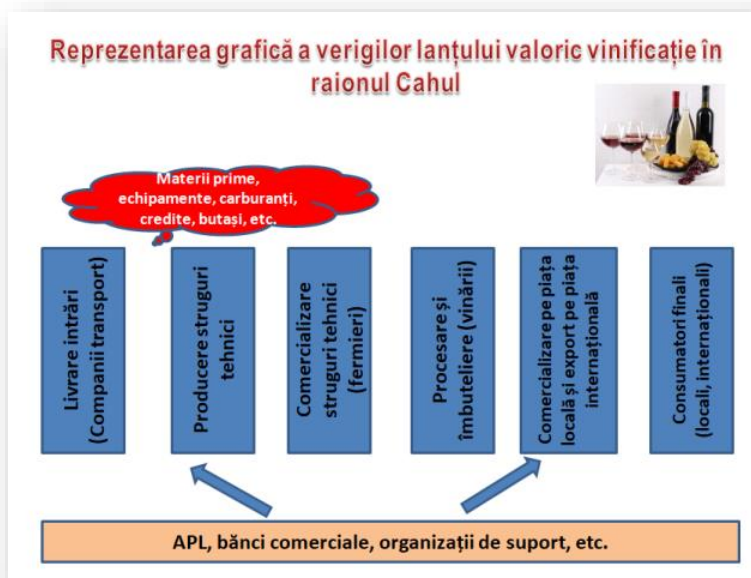 Reprezentarea grafică a verigilor lanțului valoric vinificație în
raionul Cahul
Materii prime,
echipamente, carburanți,
credite, butași, etc.
Livrare intrări
(Companii transport)
Producere struguri
tehnici
Comercializare
struguri tehnici
(fermieri)
Procesare și
îmbuteliere (vinării)
Comercializare pe piața
locală și export pe piața
internațională
Consumatori finali
(locali, internaționali)
APL, bănci comerciale, organizații de suport, etc.